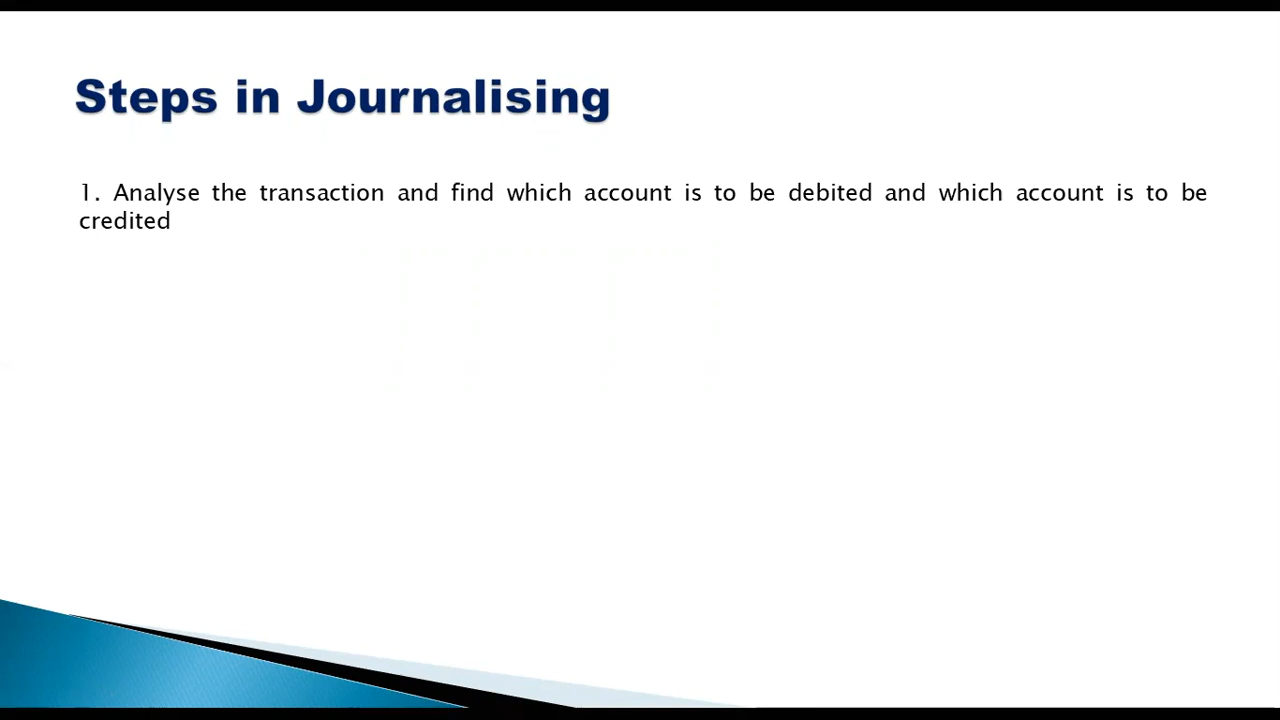 Steps in Journalising
1. Analyse the transaction and find which account is to be debited and which account is to be
credited